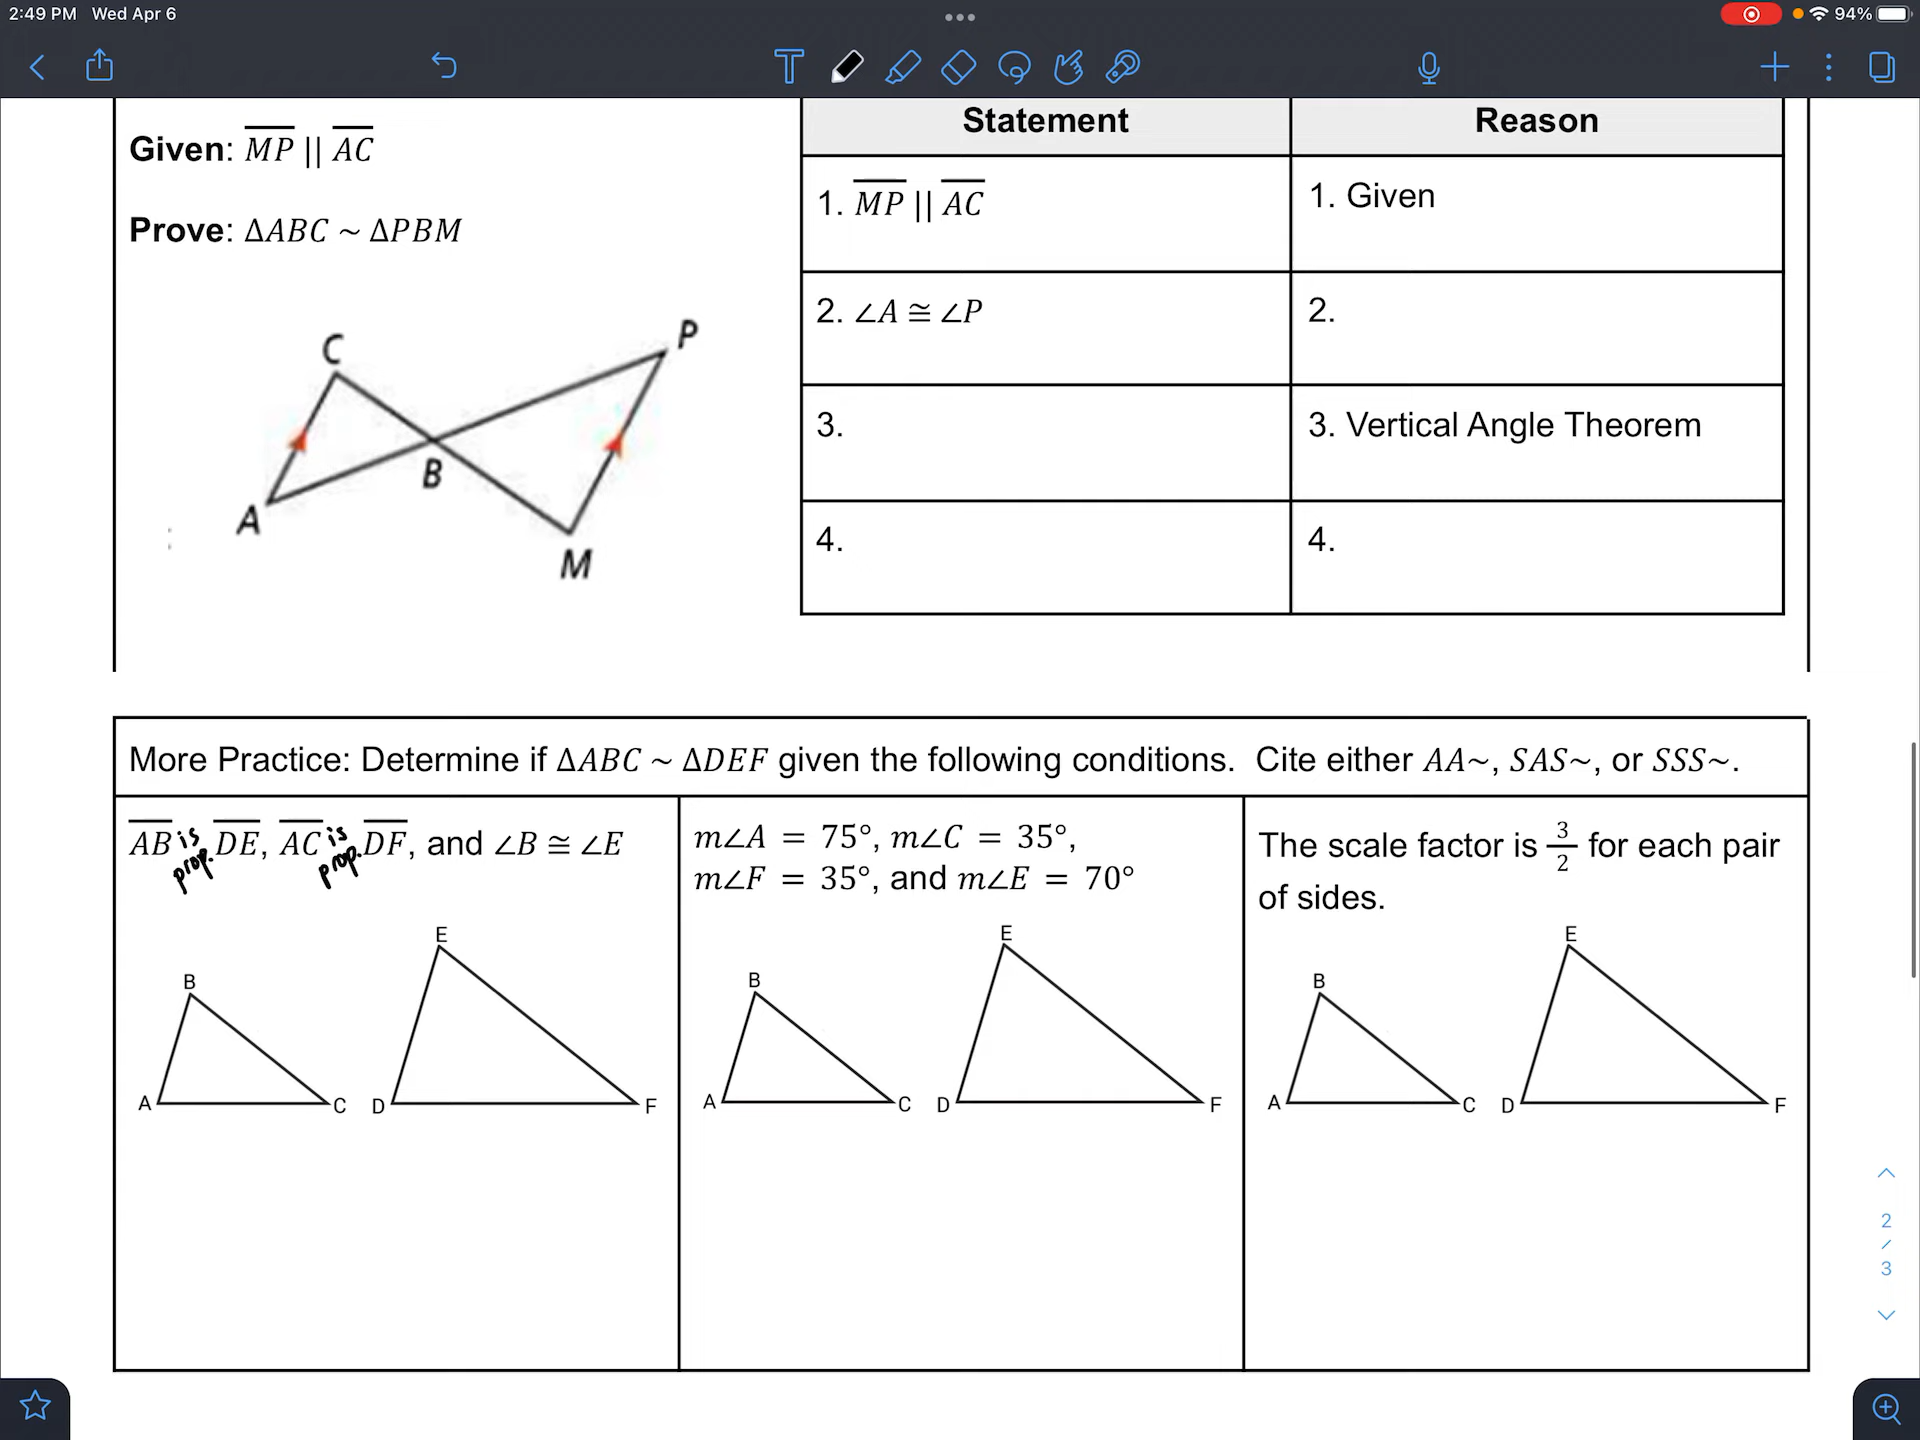 2:49 PM Wed Apr 6
94%
Given: MP || AC
Prove: ΔABC ~ ΔPBM
C
P
B
A
M
Statement
Reason
1. MP || AC
1. Given
2. ∠A ≅ ∠P
2.
3.
3. Vertical Angle Theorem
4.
4.
More Practice: Determine if ΔABC ~ ΔDEF given the following conditions. Cite either AA~, SAS~, or SSS~.
AB is prop. DE, AC is prop. DF, and ∠B ≅ ∠E
E
B
A
C
D
F
m∠A = 75°, m∠C = 35°,
m∠F = 35°, and m∠E = 70°
E
B
A
C
D
F
The scale factor is 3/2 for each pair
of sides.
E
B
A
C
D
F
2
/
3